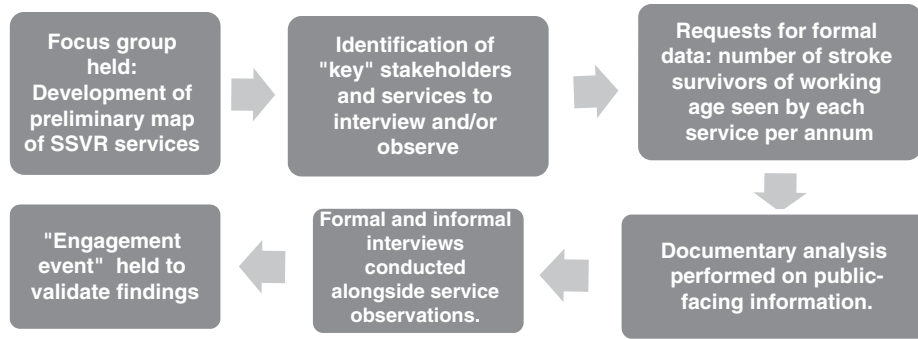 Focus group
held:
Development of
preliminary map
of SSVR services
Identification of
"key" stakeholders
and services to
interview and/or
observe
Requests for formal
data: number of stroke
survivors of working
age seen by each
service per annum
Documentary analysis
performed on public-
facing information.
Formal and informal
interviews
conducted
alongside service
observations.
"Engagement
event" held to
validate findings